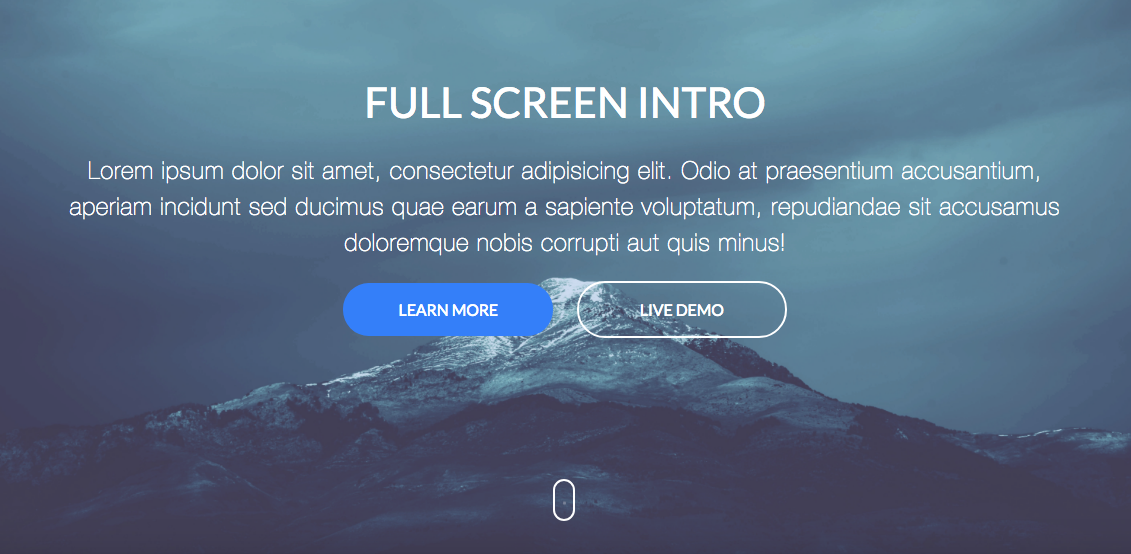 FULL SCREEN INTRO
Lorem ipsum dolor sit amet, consectetur adipisicing elit. Odio at praesentium accusantium,
aperiam incidunt sed ducimus quae earum a sapiente voluptatum, repudiandae sit accusamus
doloremque nobis corrupti aut quis minus!
LEARN MORE
LIVE DEMO